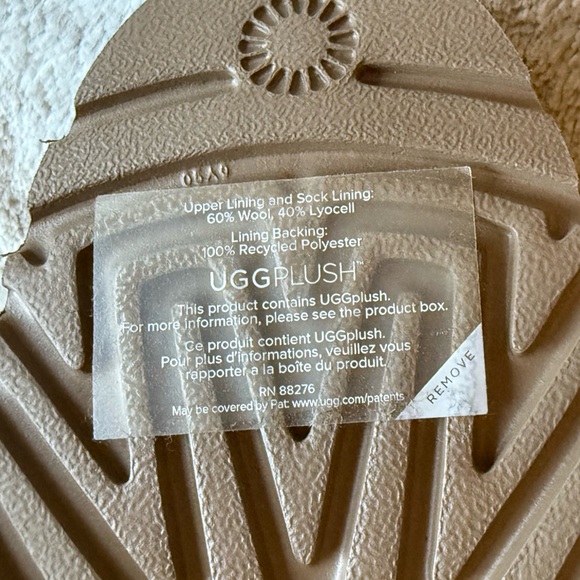 Upper Lining and Sock Lining:
60% Wool, 40% Lyocell
Lining Backing:
100% Recycled Polyester
UGGPLUSH™
This product contains UGGplush.
For more information, please see the product box.
Ce produit contient UGGplush.
Pour plus d'informations, veuillez vous
rapporter a la boîte du produit.
RN 88276
May be covered by Pat: www.ugg.com/patents
REMOVE